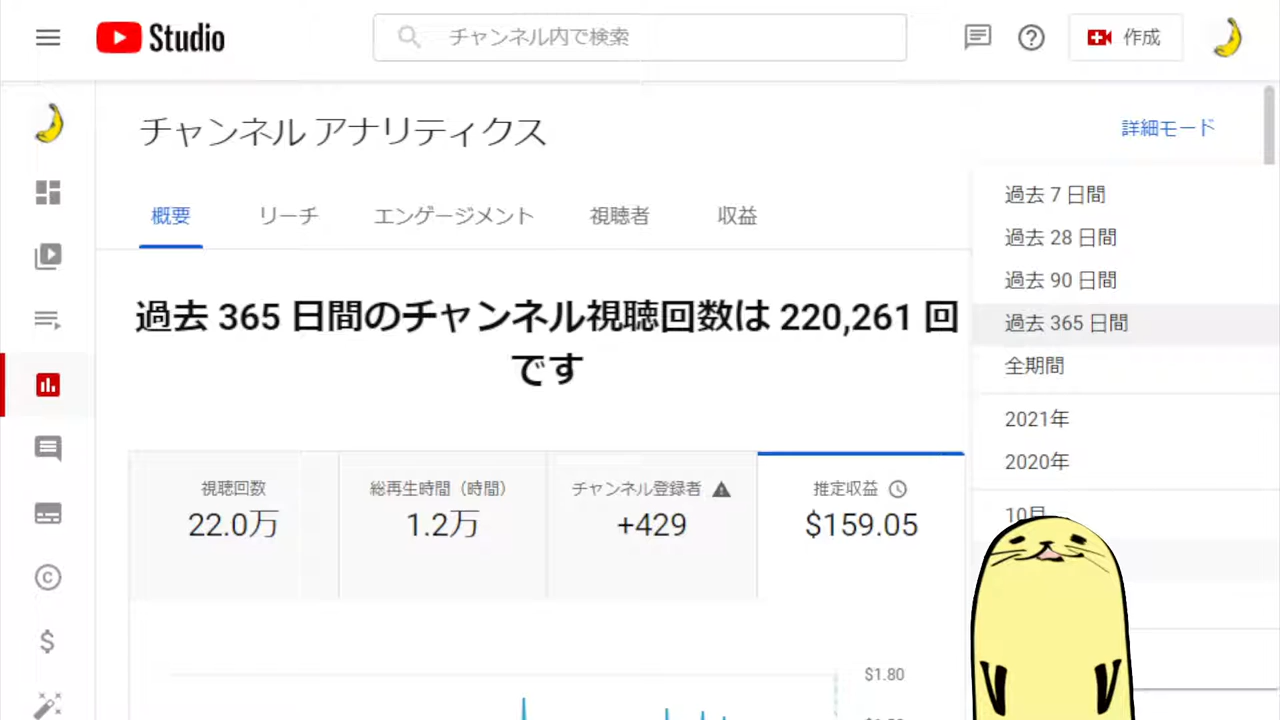 Studio
チャンネル内で検索
作成
チャンネル アナリティクス
詳細モード
概要
リーチ
エンゲージメント
視聴者
収益
過去 7 日間
過去 28 日間
過去 90 日間
過去 365 日間
全期間
2021年
2020年
10月
過去 365 日間のチャンネル視聴回数は 220,261 回
です
視聴回数
22.0万
総再生時間（時間）
1.2万
チャンネル登録者
+429
推定収益
$159.05
$1.80